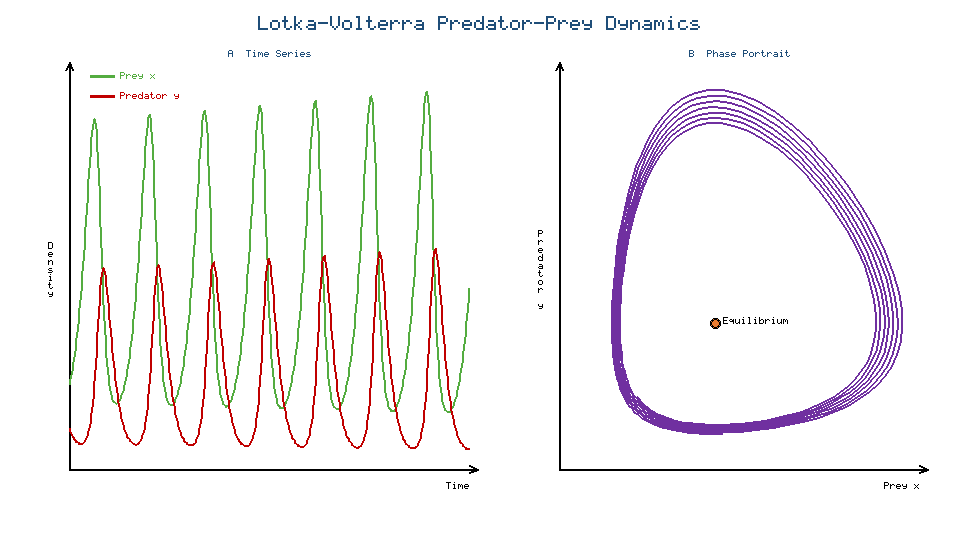 Lotka-Volterra Predator-Prey Dynamics
A Time Series
Prey x
Predator y
Density
Time
B Phase Portrait
Predator y
Equilibrium
Prey x